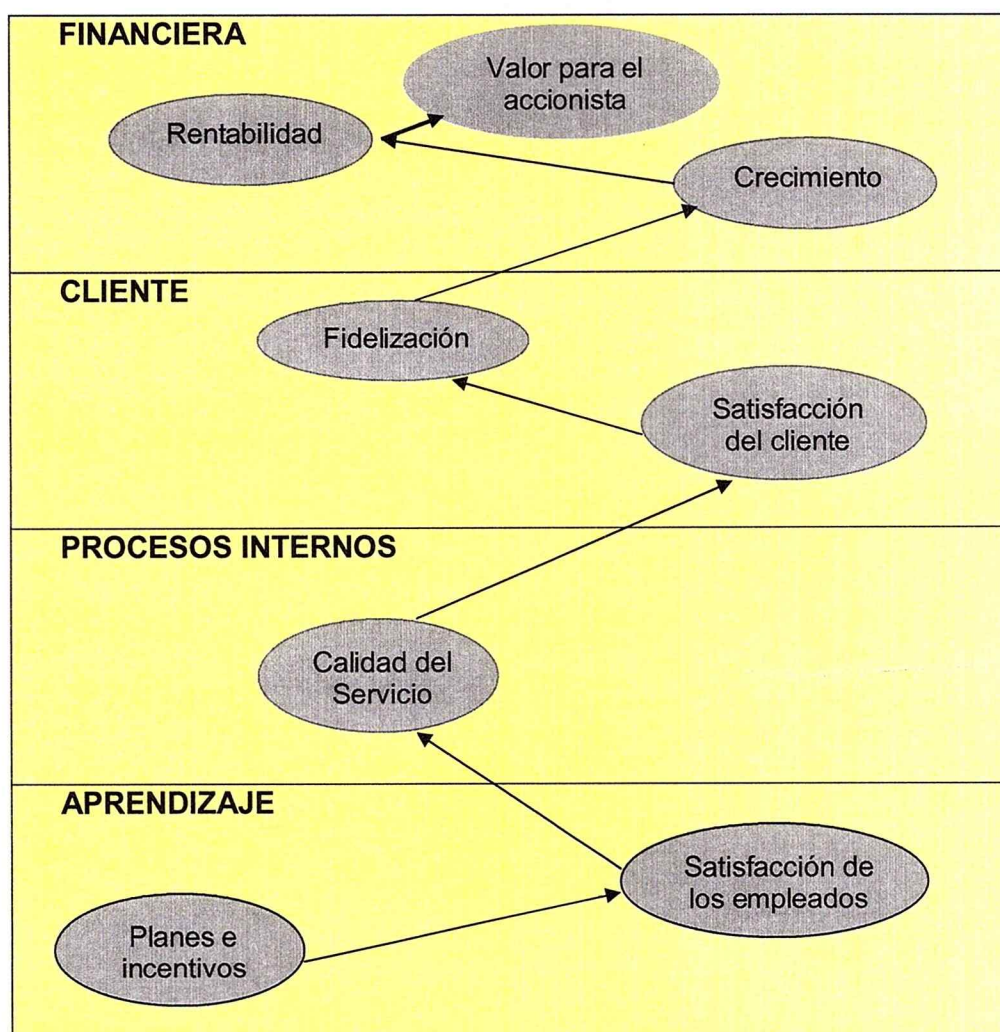 FINANCIERA
Valor para el
accionista
Rentabilidad
Crecimiento
CLIENTE
Fidelización
Satisfacción
del cliente
PROCESOS INTERNOS
Calidad del
Servicio
APRENDIZAJE
Satisfacción de
los empleados
Planes e
incentivos